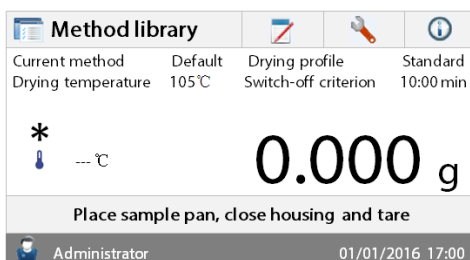 Method library
Current method Default Drying profile Standard
Drying temperature 105℃ Switch-off criterion 10:00 min
*
--- ℃
0.000 g
Place sample pan, close housing and tare
Administrator 01/01/2016 17:00